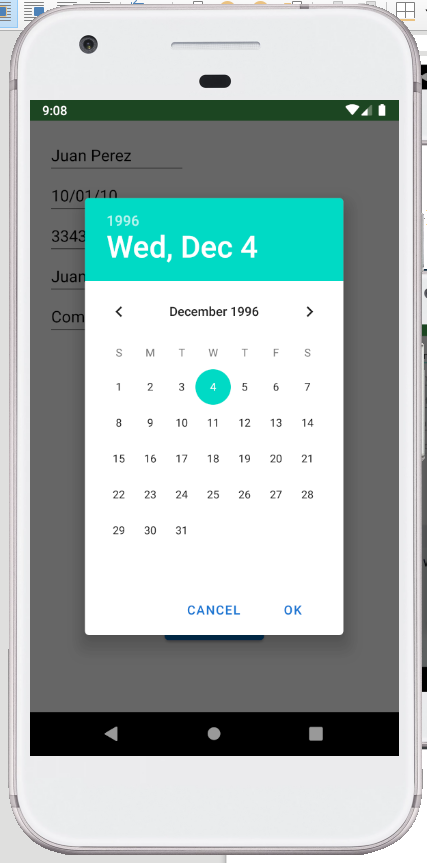 9:08
Juan Perez
10/01/10
3343
Juan
Com
1996
Wed, Dec 4
December 1996
S M T W T F S
1 2 3 4 5 6 7
8 9 10 11 12 13 14
15 16 17 18 19 20 21
22 23 24 25 26 27 28
29 30 31
CANCEL OK